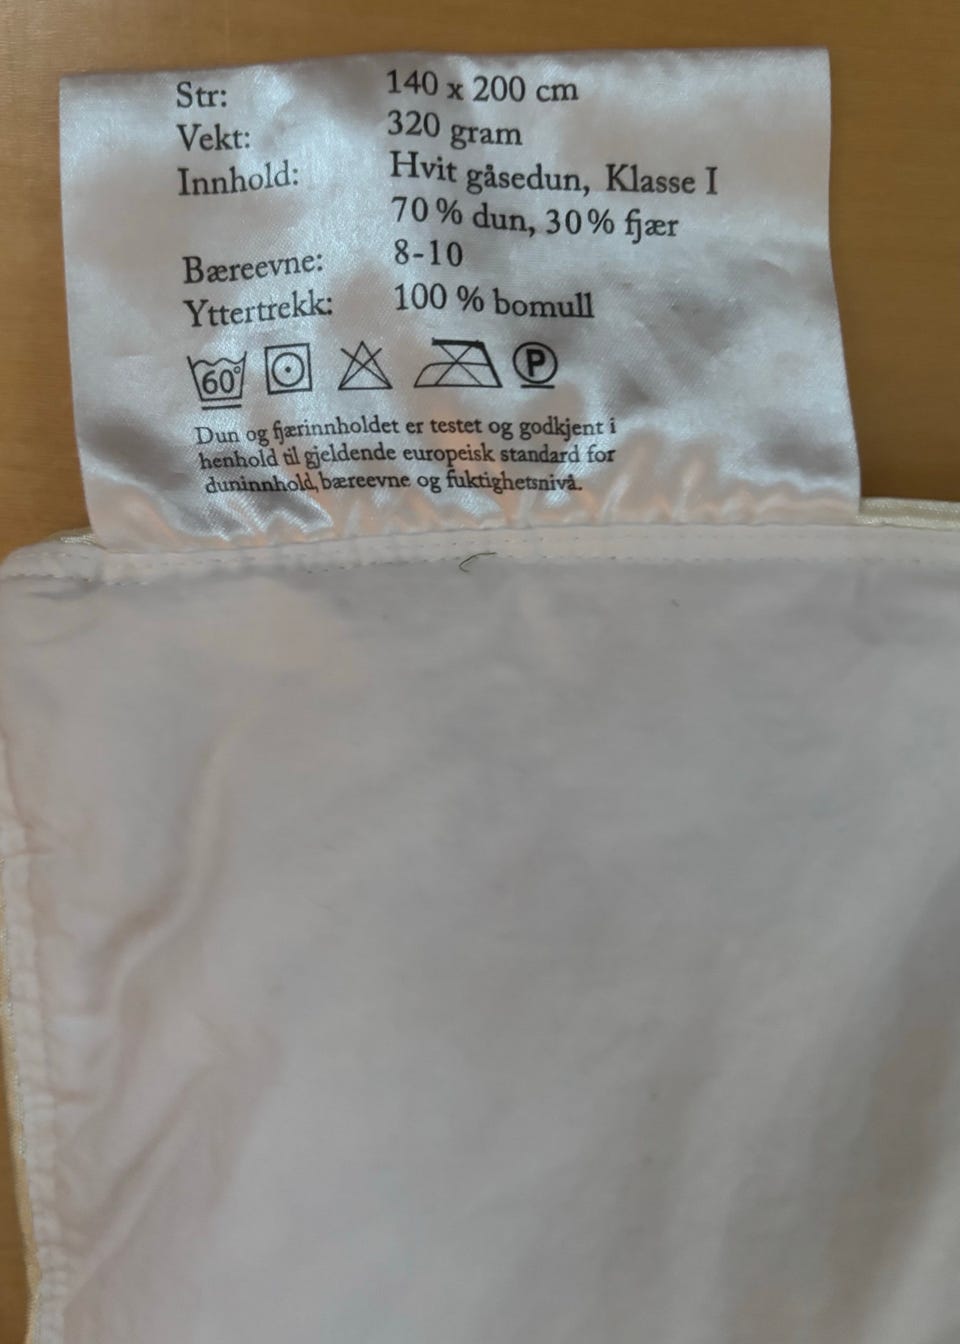 Str: 140 x 200 cm
Vekt: 320 gram
Innhold: Hvit gåsedun, Klasse I
70 % dun, 30 % fjær
Bæreevne: 8-10
Yttertrekk: 100 % bomull
60° P
Dun og fjærinnholdet er testet og godkjent i
henhold til gjeldende europeisk standard for
duninnhold, bæreevne og fuktighetsnivå.